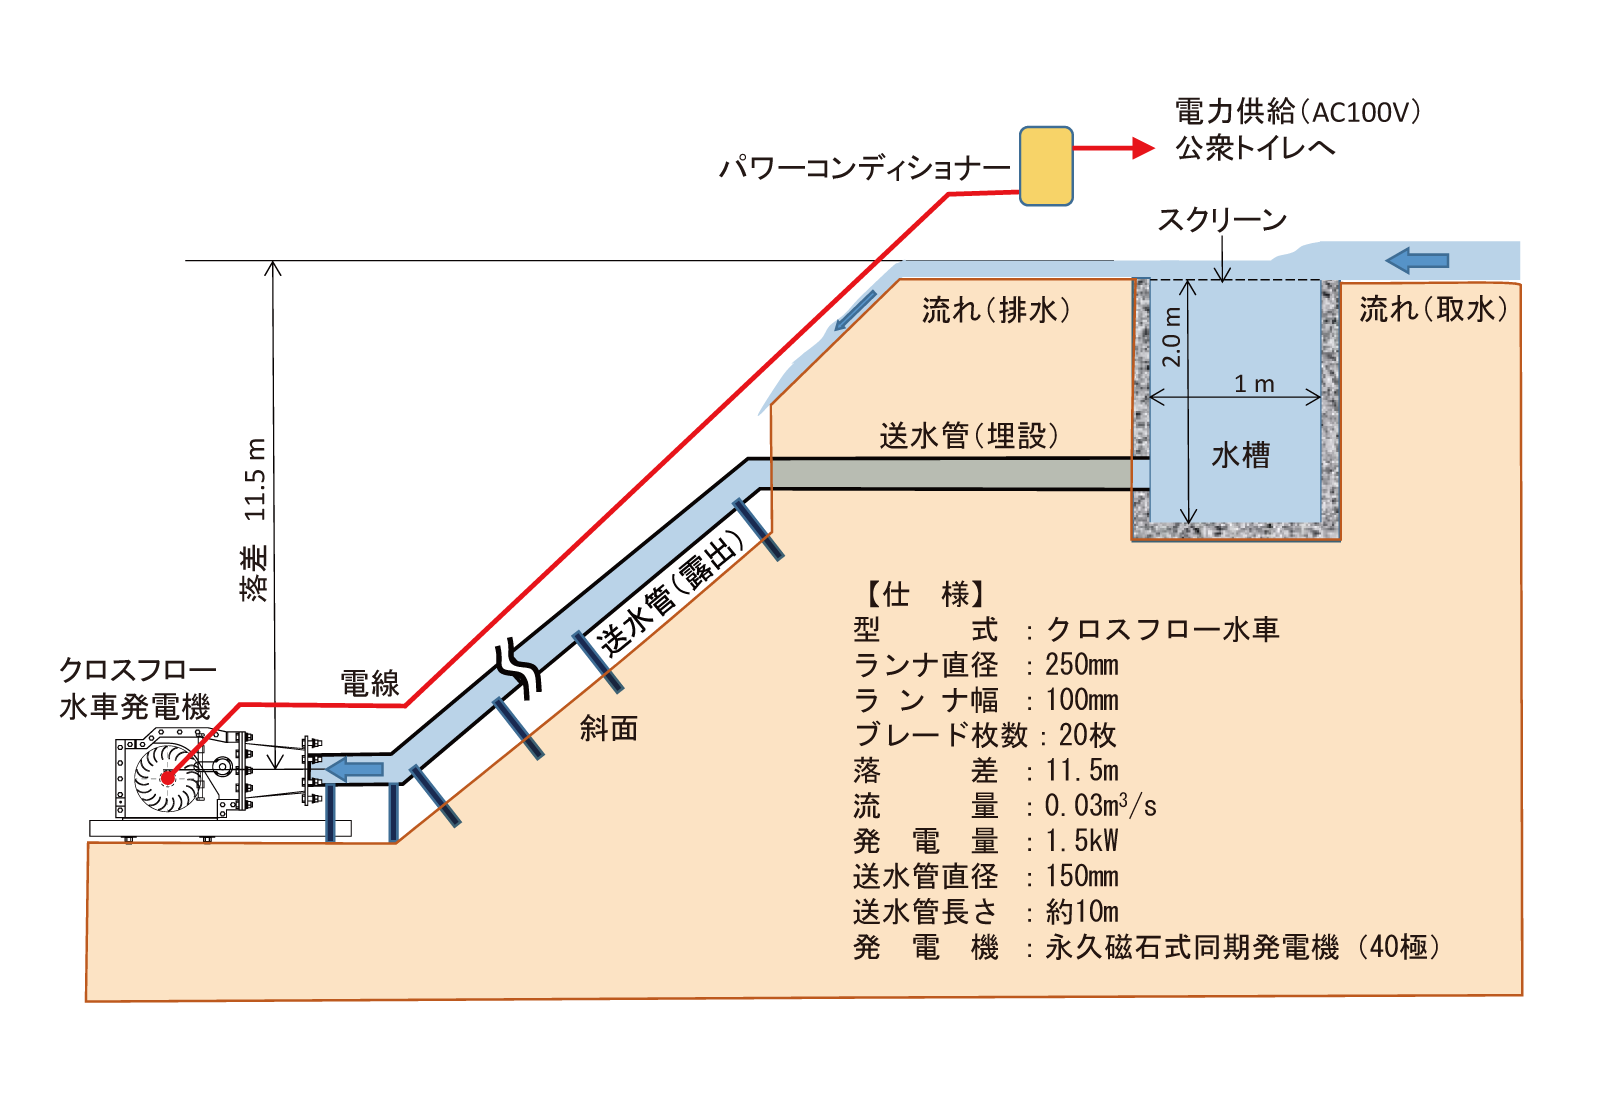 電力供給（AC100V）
公衆トイレへ
パワーコンディショナー
スクリーン
流れ（排水）
流れ（取水）
2.0 m
1 m
送水管（埋設）
水槽
落差 11.5 m
送水管（露出）
クロスフロー
水車発電機
電線
斜面
【仕　様】
型　　　式 : クロスフロー水車
ランナ直径 : 250mm
ラ ン ナ幅 : 100mm
ブレード枚数 : 20枚
落　　　差 : 11.5m
流　　　量 : 0.03m³/s
発　電　量 : 1.5kW
送水管直径 : 150mm
送水管長さ : 約10m
発　電　機 : 永久磁石式同期発電機（40極）